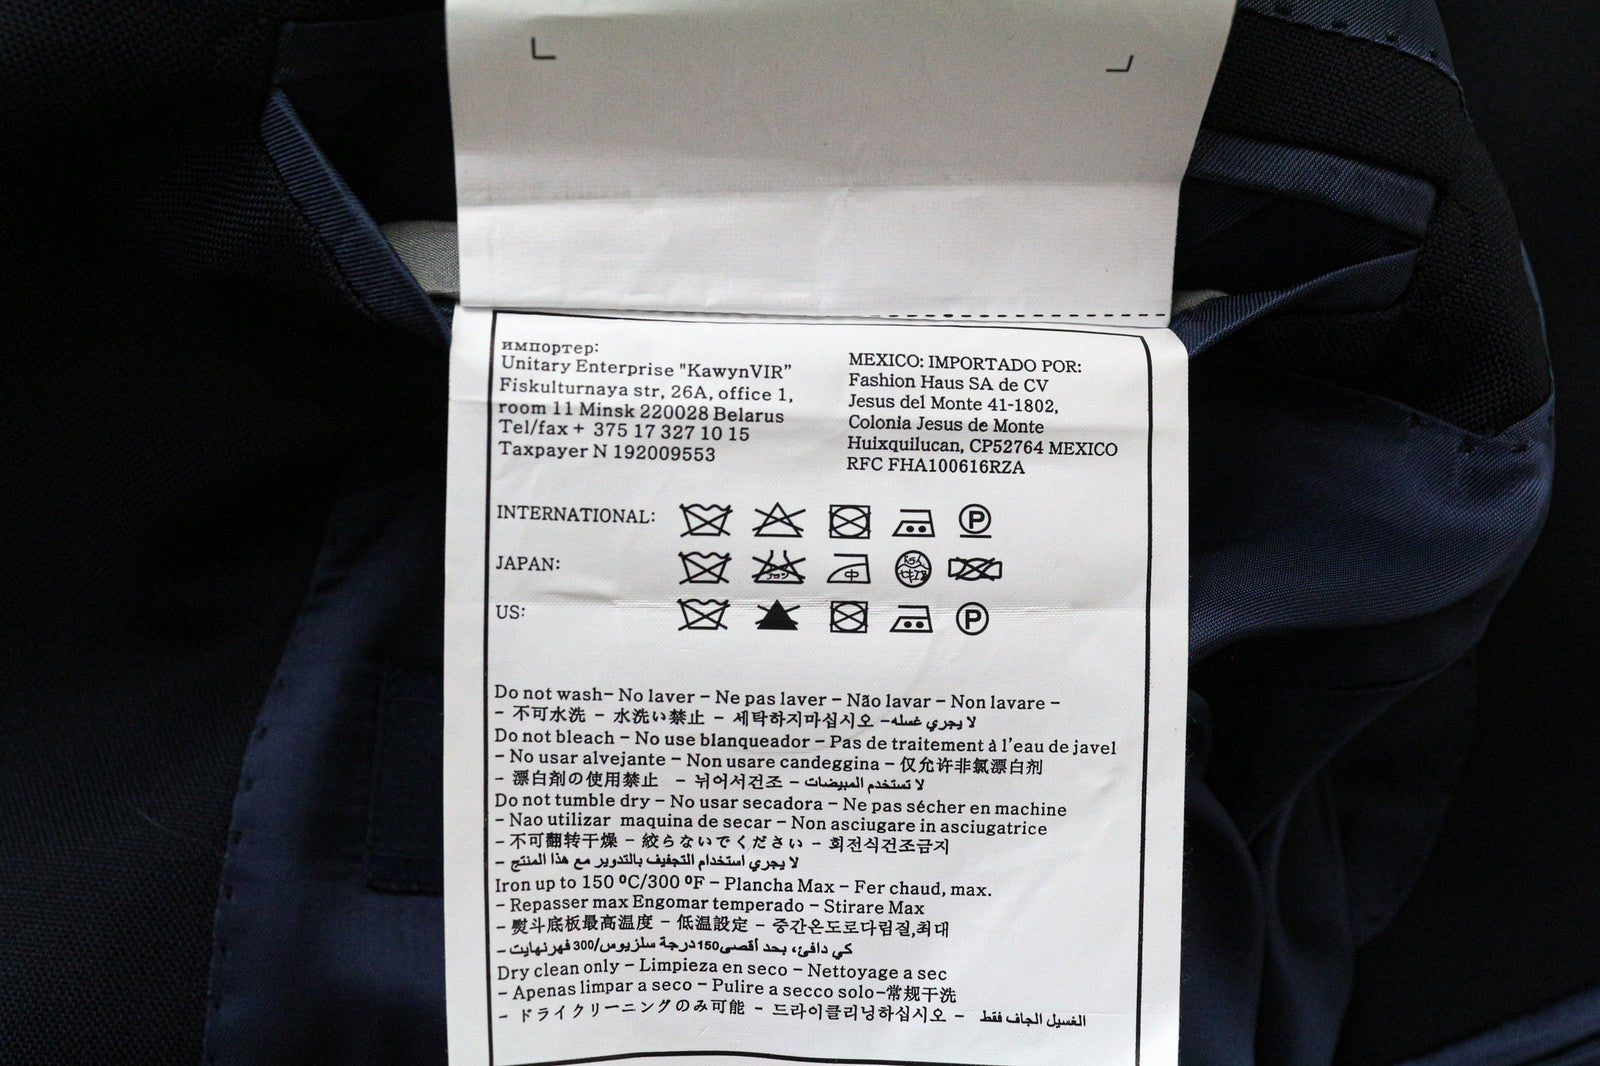 импортер:
Unitary Enterprise "KawynVIR"
Fiskulturnaya str, 26A, office 1,
room 11 Minsk 220028 Belarus
Tel/fax + 375 17 327 10 15
Taxpayer N 192009553
MEXICO: IMPORTADO POR:
Fashion Haus SA de CV
Jesus del Monte 41-1802,
Colonia Jesus de Monte
Huixquilucan, CP52764 MEXICO
RFC FHA100616RZA
INTERNATIONAL:
P
JAPAN:
中
US:
P
Do not wash– No laver – Ne pas laver – Não lavar – Non lavare –
– 不可水洗 – 水洗い禁止 – 세탁하지마십시오 –لا يجري غسله
Do not bleach – No use blanqueador – Pas de traitement à l'eau de javel
– No usar alvejante – Non usare candeggina – 仅允许非氯漂白剂
– 漂白剤の使用禁止 – 뉘어서건조 – لا تستخدم المبيضات
Do not tumble dry – No usar secadora – Ne pas sécher en machine
– Nao utilizar maquina de secar – Non asciugare in asciugatrice
– 不可翻转干燥 – 絞らないでください – 회전식건조금지
– لا يجري استخدام التجفيف بالتدوير مع هذا المنتج
Iron up to 150 ºC/300 ºF – Plancha Max – Fer chaud, max.
– Repasser max Engomar temperado – Stirare Max
– 熨斗底板最高温度 – 低温設定 – 중간온도로다림질,최대
– كي دافئ، بحد أقصى150درجة سلزيوس/300 فهرنهايت
Dry clean only – Limpieza en seco – Nettoyage a sec
– Apenas limpar a seco – Pulire a secco solo–常规干洗
– ドライクリーニングのみ可能 – 드라이클리닝하십시오 – الغسيل الجاف فقط